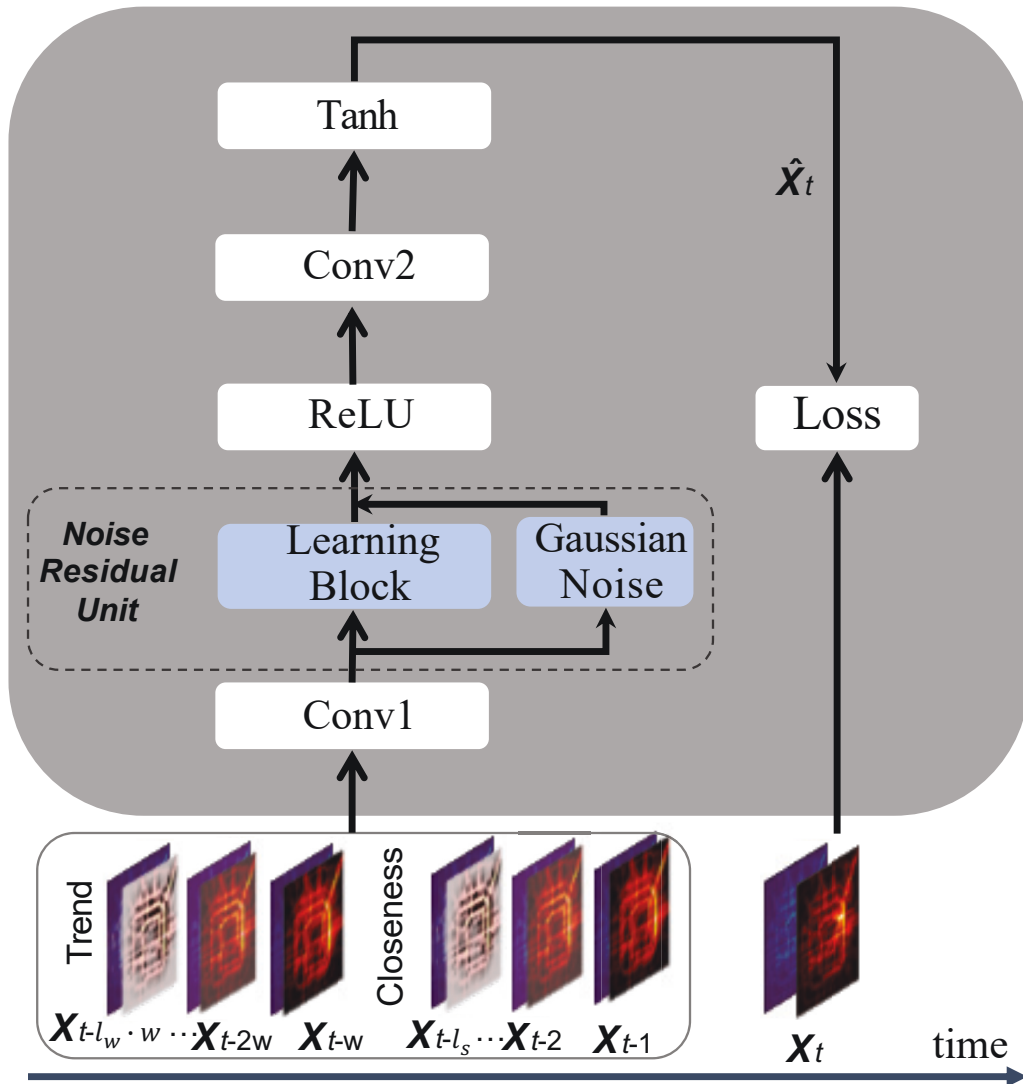 Tanh
X̂t
Conv2
ReLU
Loss
Noise
Residual
Unit
Learning
Block
Gaussian
Noise
Conv1
Trend
Closeness
Xt-lw · w ... Xt-2w Xt-w Xt-ls ... Xt-2 Xt-1
Xt
time